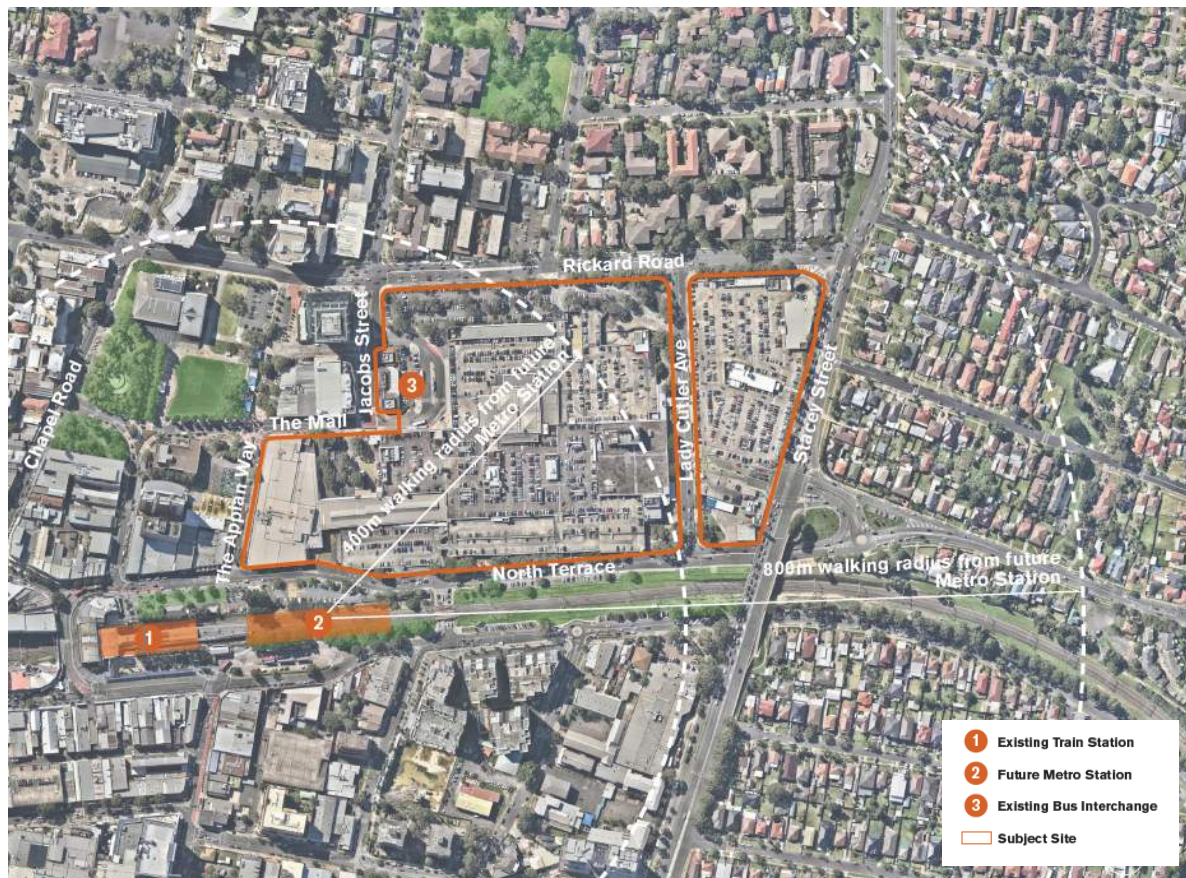 Rickard Road
Jacobs Street
3
400m walking radius from future
Metro Station
Lady Cutler Ave
Stacey Street
Chapel Road
The Mall
The Appian Way
North Terrace
800m walking radius from future
Metro Station
1
2
1 Existing Train Station
2 Future Metro Station
3 Existing Bus Interchange
Subject Site